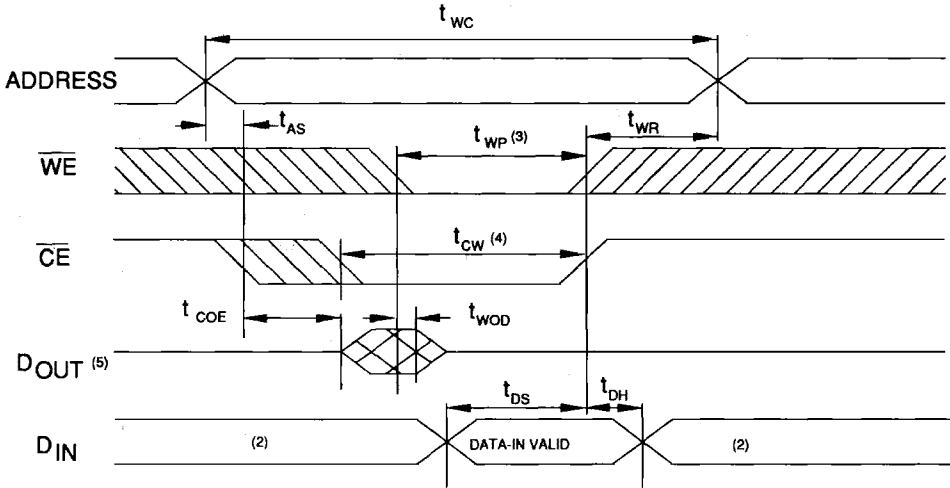 t WC
ADDRESS
t AS
t WP (3)
t WR
WE
t CW (4)
CE
t COE
t WOD
D OUT (5)
t DS
t DH
D IN
(2)
DATA-IN VALID
(2)